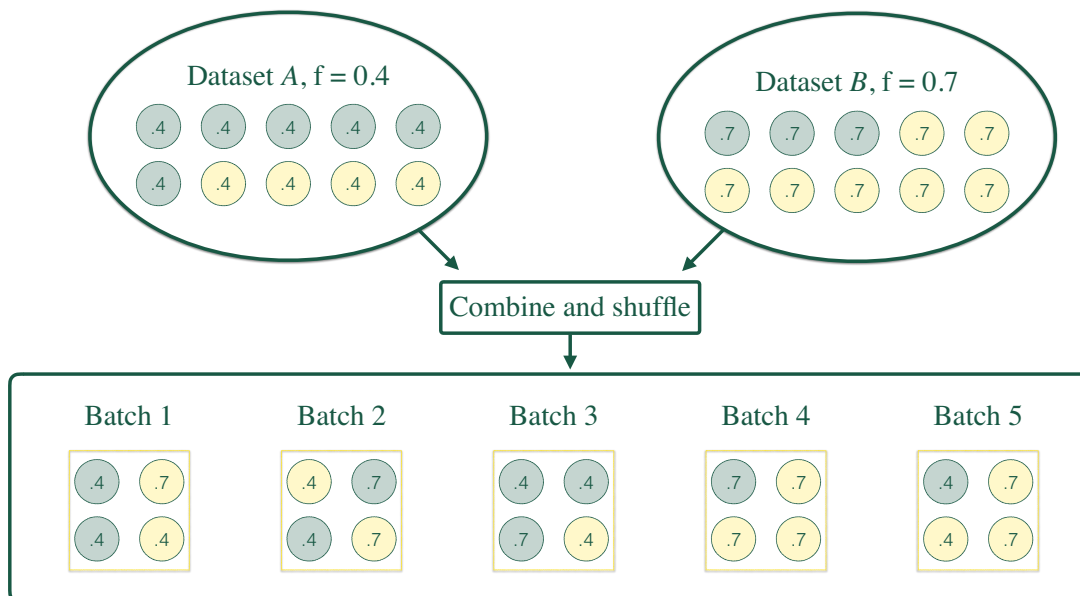 Dataset A, f = 0.4
.4 .4 .4 .4 .4
.4 .4 .4 .4 .4
Dataset B, f = 0.7
.7 .7 .7 .7 .7
.7 .7 .7 .7 .7
Combine and shuffle
Batch 1 Batch 2 Batch 3 Batch 4 Batch 5
.4 .7 .4 .7 .4 .4 .7 .7 .4 .7
.4 .4 .4 .7 .7 .4 .7 .7 .4 .7